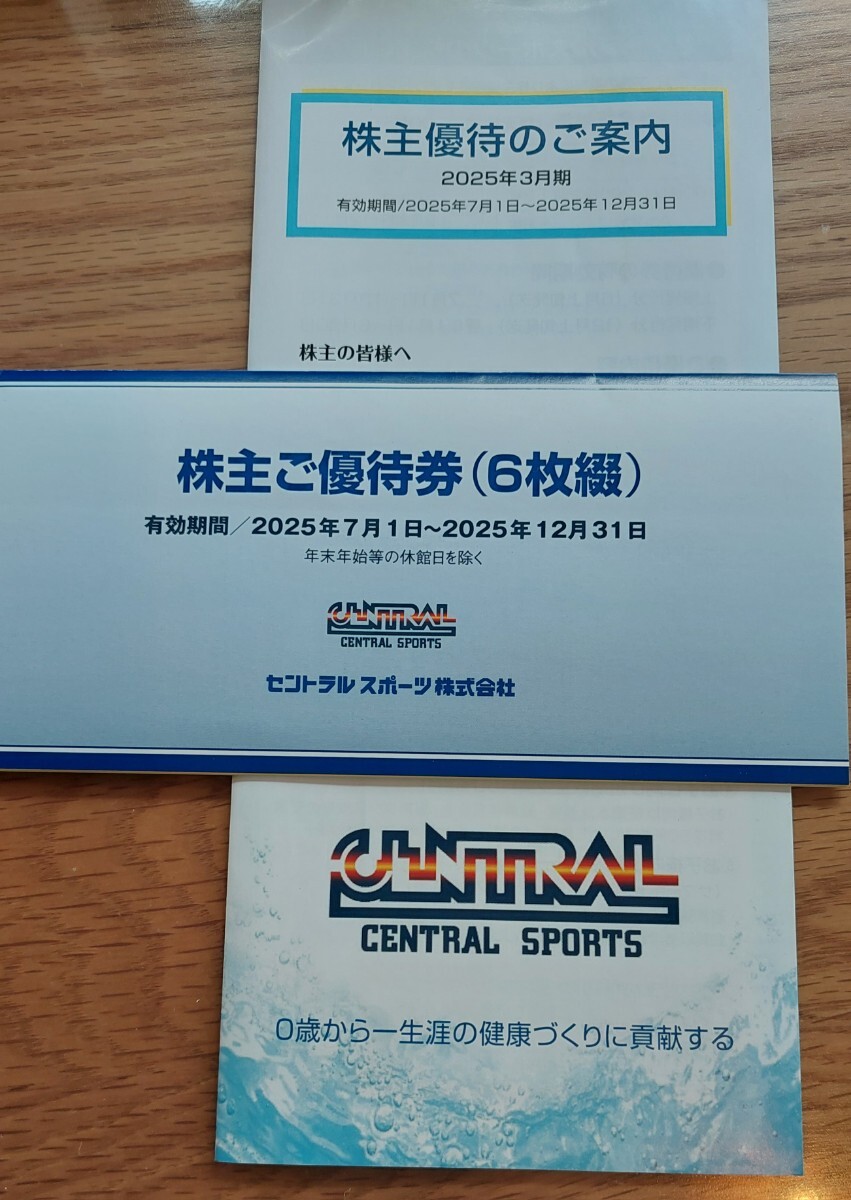 株主優待のご案内
2025年3月期
有効期間/2025年7月1日～2025年12月31日
株主の皆様へ
株主ご優待券（6枚綴）
有効期間／2025年7月1日～2025年12月31日
年末年始等の休館日を除く
CENTRAL
CENTRAL SPORTS
セントラルスポーツ株式会社
CENTRAL
CENTRAL SPORTS
0歳から一生涯の健康づくりに貢献する